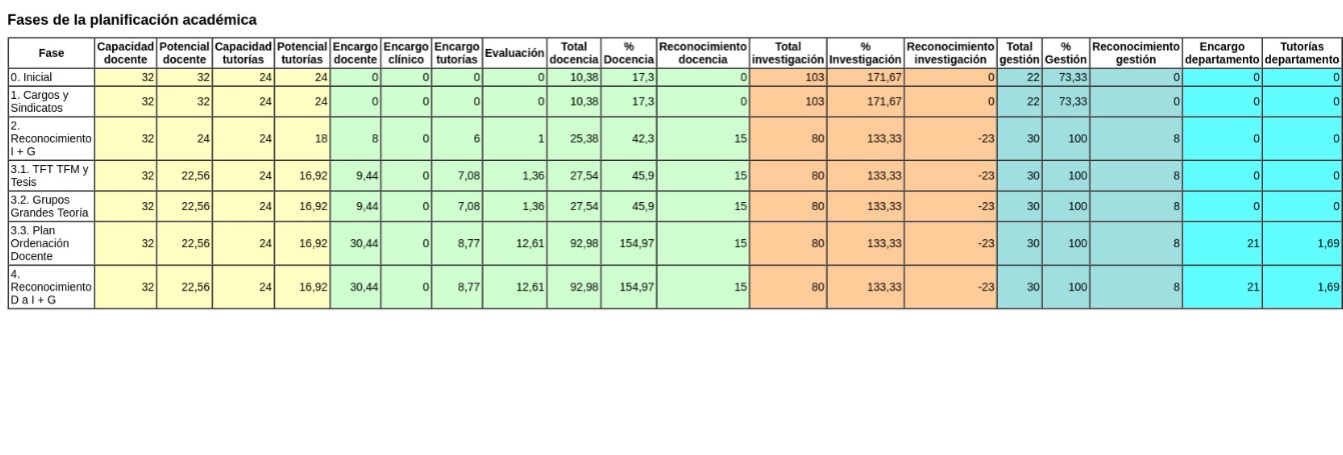 Fases de la planificación académica
Fase Capacidad docente Potencial docente Capacidad tutorías Potencial tutorías Encargo docente Encargo clínico Encargo tutorías Evaluación Total docencia % Docencia Reconocimiento docencia Total investigación % Investigación Reconocimiento investigación Total gestión % Gestión Reconocimiento gestión Encargo departamento Tutorías departamento
0. Inicial 32 32 24 24 0 0 0 0 10,38 17,3 0 103 171,67 0 22 73,33 0 0 0
1. Cargos y Sindicatos 32 32 24 24 0 0 0 0 10,38 17,3 0 103 171,67 0 22 73,33 0 0 0
2. Reconocimiento I + G 32 24 24 18 8 0 6 1 25,38 42,3 15 80 133,33 -23 30 100 8 0 0
3.1. TFT TFM y Tesis 32 22,56 24 16,92 9,44 0 7,08 1,36 27,54 45,9 15 80 133,33 -23 30 100 8 0 0
3.2. Grupos Grandes Teoría 32 22,56 24 16,92 9,44 0 7,08 1,36 27,54 45,9 15 80 133,33 -23 30 100 8 0 0
3.3. Plan Ordenación Docente 32 22,56 24 16,92 30,44 0 8,77 12,61 92,98 154,97 15 80 133,33 -23 30 100 8 21 1,69
4. Reconocimiento D a I + G 32 22,56 24 16,92 30,44 0 8,77 12,61 92,98 154,97 15 80 133,33 -23 30 100 8 21 1,69